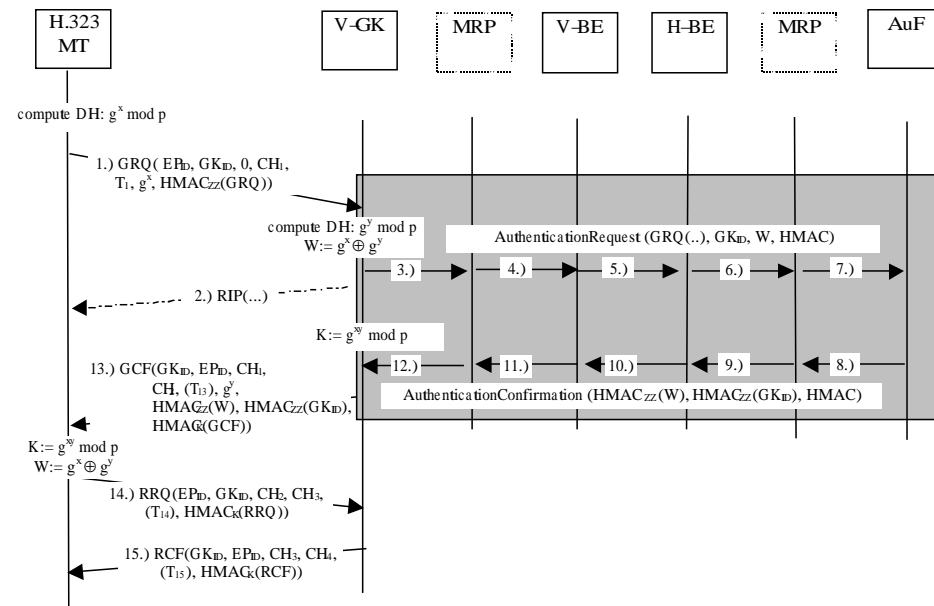 H.323
MT
V-GK
MRP
V-BE
H-BE
MRP
AuF
compute DH: g^x mod p
1.) GRQ( EP_ID, GK_ID, 0, CH_1,
T_1, g^x, HMAC_ZZ(GRQ))
compute DH: g^y mod p
W:= g^x ⊕ g^y
AuthenticationRequest (GRQ(..), GK_ID, W, HMAC)
3.)
4.)
5.)
6.)
7.)
2.) RIP(...)
K:= g^xy mod p
12.)
11.)
10.)
9.)
8.)
13.) GCF(GK_ID, EP_ID, CH_1,
(T_13), g^y
HMAC_ZZ(W), HMAC_ZZ(GK_ID),
HMAC_K(GCF))
AuthenticationConfirmation (HMAC_ZZ(W), HMAC_ZZ(GK_ID), HMAC)
K:= g^xy mod p
W:= g^x ⊕ g^y
14.) RRQ(EP_ID, GK_ID, CH_2, CH_3,
(T_14), HMAC_K(RRQ))
15.) RCF(GK_ID, EP_ID, CH_3, CH_4,
(T_15), HMAC_K(RCF))